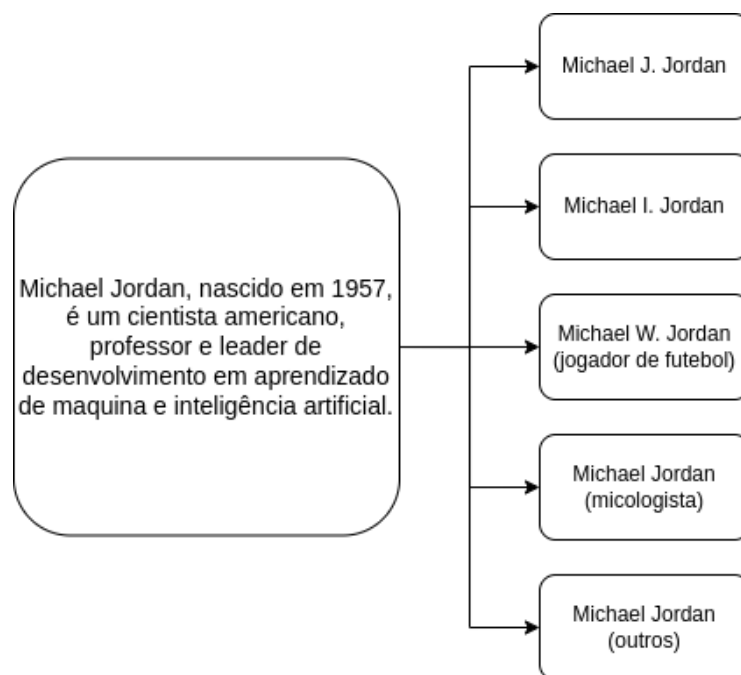 Michael Jordan, nascido em 1957,
é um cientista americano,
professor e leader de
desenvolvimento em aprendizado
de maquina e inteligência artificial.
Michael J. Jordan
Michael I. Jordan
Michael W. Jordan
(jogador de futebol)
Michael Jordan
(micologista)
Michael Jordan
(outros)